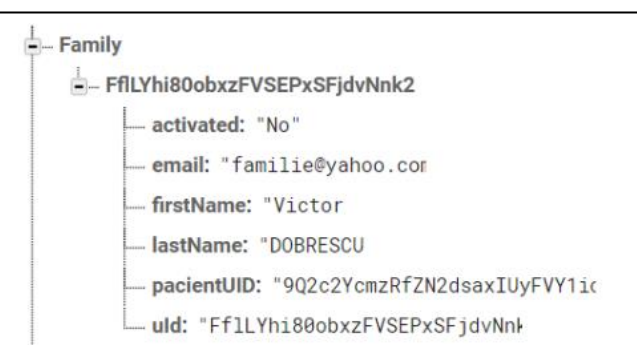 Family
FflLYhi80obxzFVSEPxSFjdvNnk2
activated: "No"
email: "familie@yahoo.com
firstName: "Victor
lastName: "DOBRESCU
pacientUID: "9Q2c2YcmzRfZN2dsaxIUyFVY1ic
uId: "FflLYhi80obxzFVSEPxSFjdvNnk